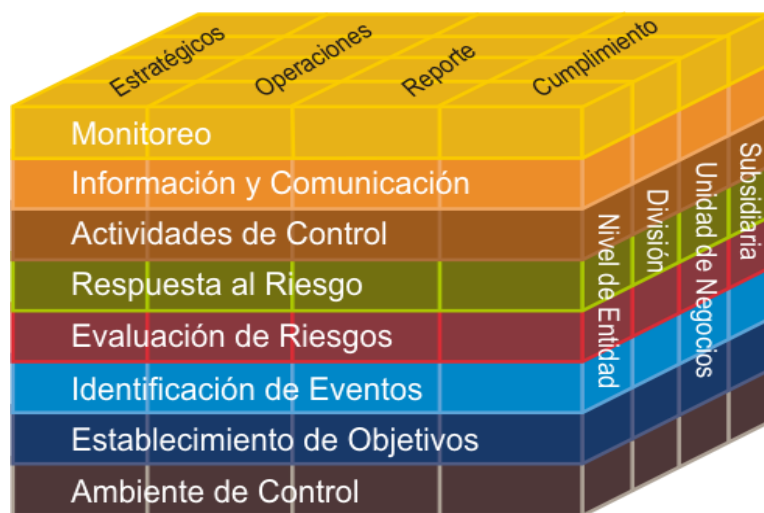 Estratégicos
Operaciones
Reporte
Cumplimiento
Monitoreo
Información y Comunicación
Actividades de Control
Respuesta al Riesgo
Evaluación de Riesgos
Identificación de Eventos
Establecimiento de Objetivos
Ambiente de Control
Nivel de Entidad
División
Unidad de Negocios
Subsidiaria